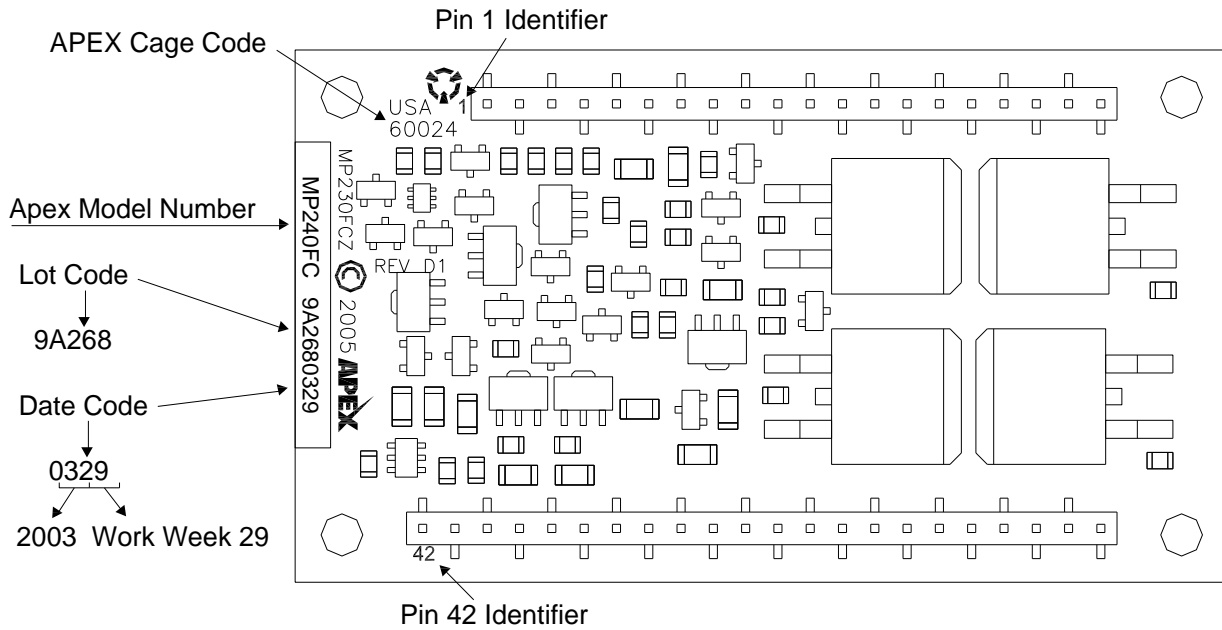 Pin 1 Identifier
APEX Cage Code
USA 1
60024
Apex Model Number
Lot Code
9A268
Date Code
0329
2003 Work Week 29
MP240FC 9A2680329
MP230FCZ © 2005 APEX
REV D1
42
Pin 42 Identifier